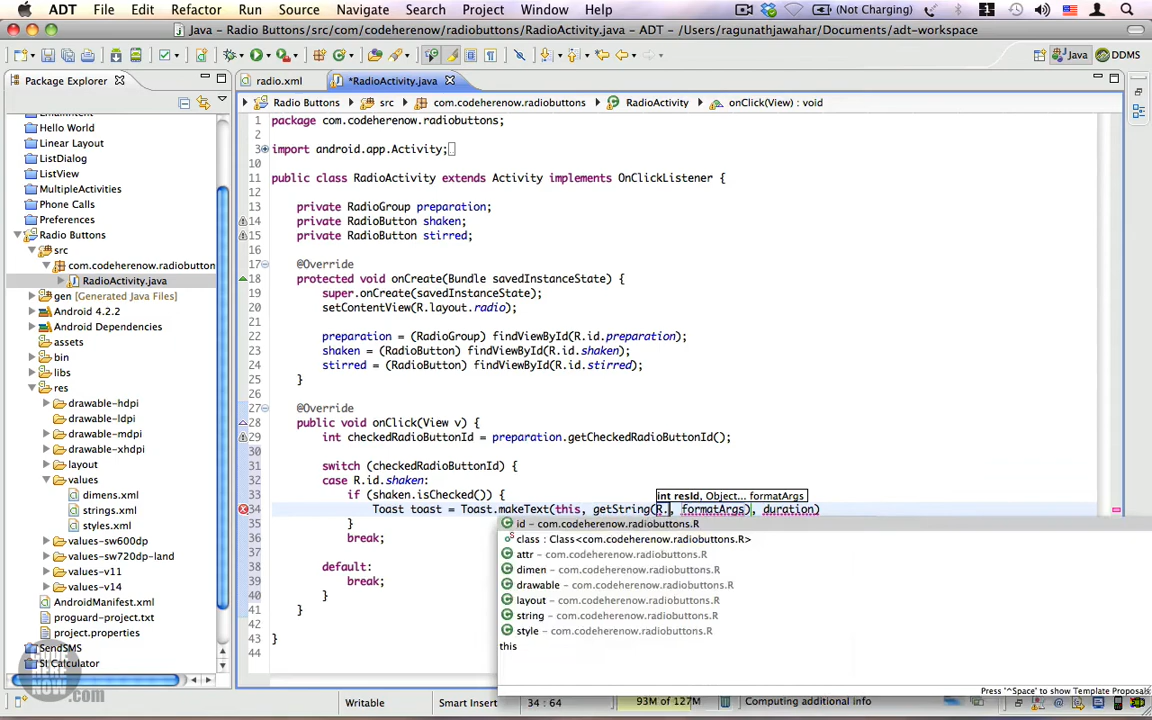 ADT File Edit Refactor Run Source Navigate Search Project Window Help (Not Charging) 1
Java - Radio Buttons/src/com/codeherenow/radiobuttons/RadioActivity.java - ADT - /Users/ragunathjawahar/Documents/adt-workspace
Java DDMS
Package Explorer radio.xml *RadioActivity.java
Radio Buttons src com.codeherenow.radiobuttons RadioActivity onClick(View) : void
Hello World
Linear Layout
ListDialog
ListView
MultipleActivities
Phone Calls
Preferences
Radio Buttons
src
com.codeherenow.radiobutton
RadioActivity.java
gen [Generated Java Files]
Android 4.2.2
Android Dependencies
assets
bin
libs
res
drawable-hdpi
drawable-ldpi
drawable-mdpi
drawable-xhdpi
layout
values
dimens.xml
strings.xml
styles.xml
values-sw600dp
values-sw720dp-land
values-v11
values-v14
AndroidManifest.xml
proguard-project.txt
project.properties
SendSMS
St Calculator
1 package com.codeherenow.radiobuttons;
2
3 import android.app.Activity;
10
11 public class RadioActivity extends Activity implements OnClickListener {
12
13 private RadioGroup preparation;
14 private RadioButton shaken;
15 private RadioButton stirred;
16
17 @Override
18 protected void onCreate(Bundle savedInstanceState) {
19 super.onCreate(savedInstanceState);
20 setContentView(R.layout.radio);
21
22 preparation = (RadioGroup) findViewById(R.id.preparation);
23 shaken = (RadioButton) findViewById(R.id.shaken);
24 stirred = (RadioButton) findViewById(R.id.stirred);
25 }
26
27 @Override
28 public void onClick(View v) {
29 int checkedRadioButtonId = preparation.getCheckedRadioButtonId();
30
31 switch (checkedRadioButtonId) {
32 case R.id.shaken:
33 if (shaken.isChecked()) {
34 Toast toast = Toast.makeText(this, getString(R., formatArgs), duration)
35 }
36 break;
37
38 default:
39 break;
40 }
41 }
42
43 }
44
int resId, Object... formatArgs
id - com.codeherenow.radiobuttons.R
class : Class<com.codeherenow.radiobuttons.R>
attr - com.codeherenow.radiobuttons.R
dimen - com.codeherenow.radiobuttons.R
drawable - com.codeherenow.radiobuttons.R
layout - com.codeherenow.radiobuttons.R
string - com.codeherenow.radiobuttons.R
style - com.codeherenow.radiobuttons.R
this
Press '^Space' to show Template Proposals
CODE HERE NOW.com
Writable Smart Insert 34 : 64 93M of 127M Computing additional info